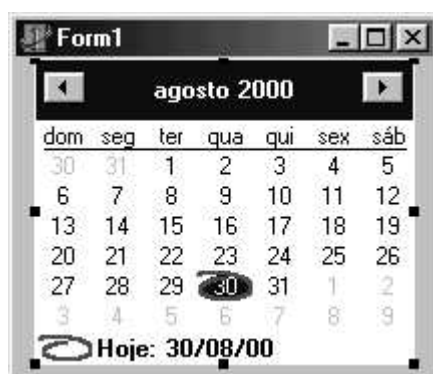 Form1
agosto 2000
dom seg ter qua qui sex sáb
30 31 1 2 3 4 5
6 7 8 9 10 11 12
13 14 15 16 17 18 19
20 21 22 23 24 25 26
27 28 29 30 31 1 2
3 4 5 6 7 8 9
Hoje: 30/08/00